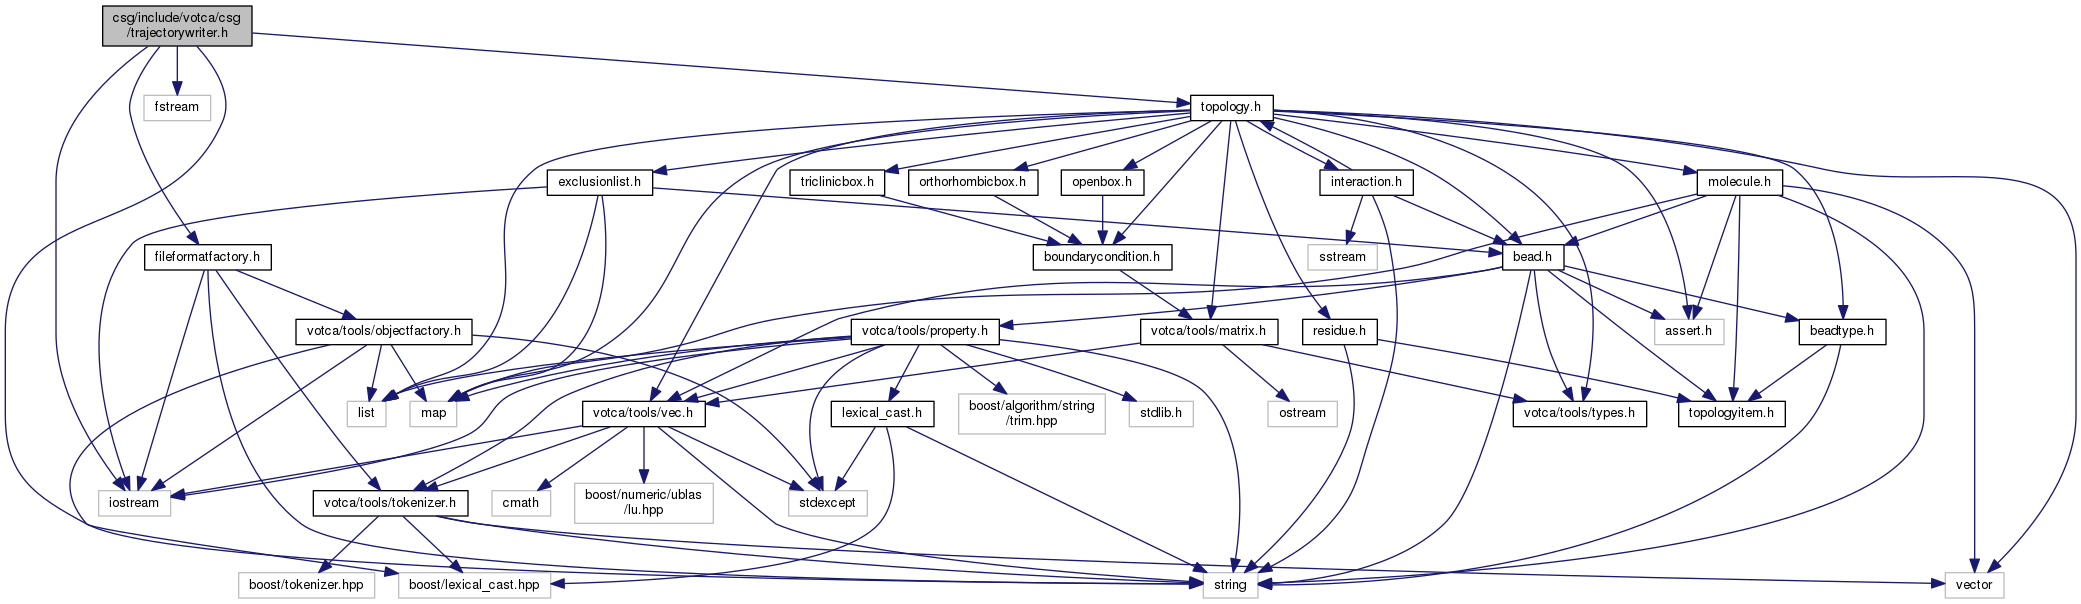 csg/include/votca/csg
/trajectorywriter.h
fstream
topology.h
exclusionlist.h
triclinicbox.h
orthorhombicbox.h
openbox.h
interaction.h
molecule.h
fileformatfactory.h
boundarycondition.h
sstream
bead.h
votca/tools/objectfactory.h
votca/tools/property.h
votca/tools/matrix.h
residue.h
assert.h
beadtype.h
list
map
votca/tools/vec.h
lexical_cast.h
boost/algorithm/string
/trim.hpp
stdlib.h
ostream
votca/tools/types.h
topologyitem.h
iostream
votca/tools/tokenizer.h
cmath
boost/numeric/ublas
/lu.hpp
stdexcept
boost/tokenizer.hpp
boost/lexical_cast.hpp
string
vector